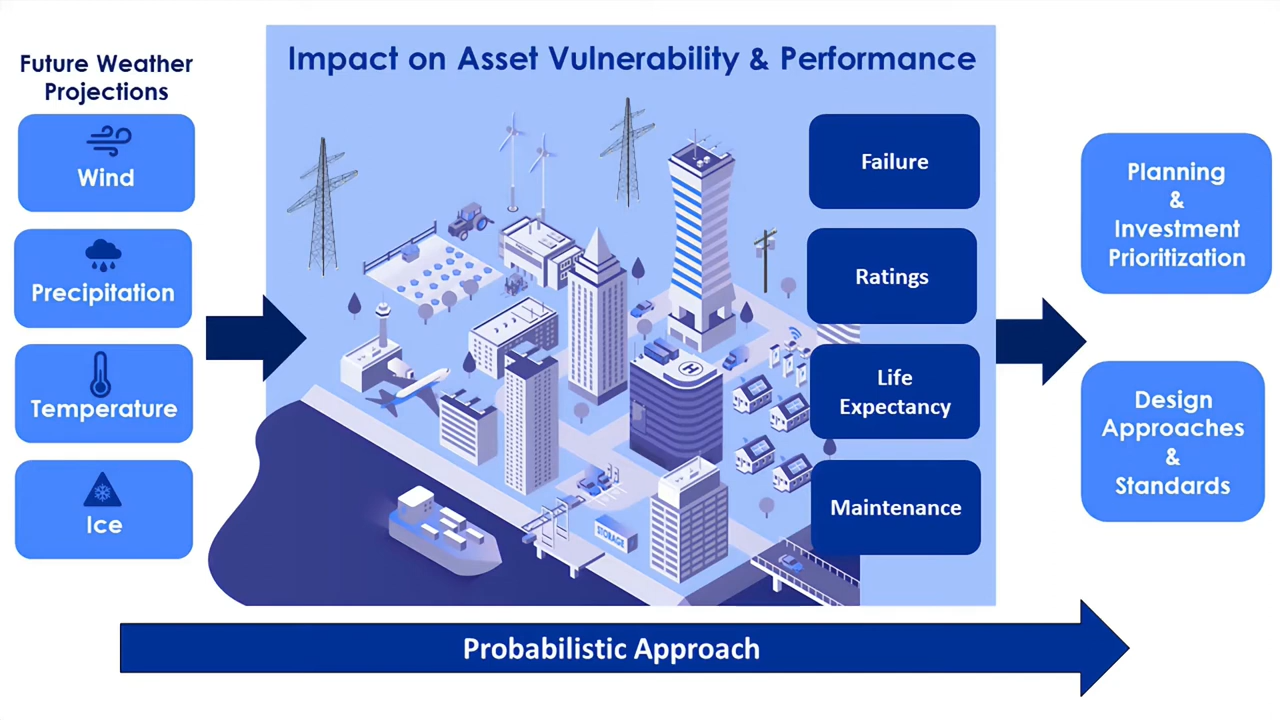 Impact on Asset Vulnerability & Performance
Future Weather
Projections
Wind
Precipitation
Temperature
Ice
Failure
Ratings
Life
Expectancy
Maintenance
H
STORAGE
Planning
&
Investment
Prioritization
Design
Approaches
&
Standards
Probabilistic Approach